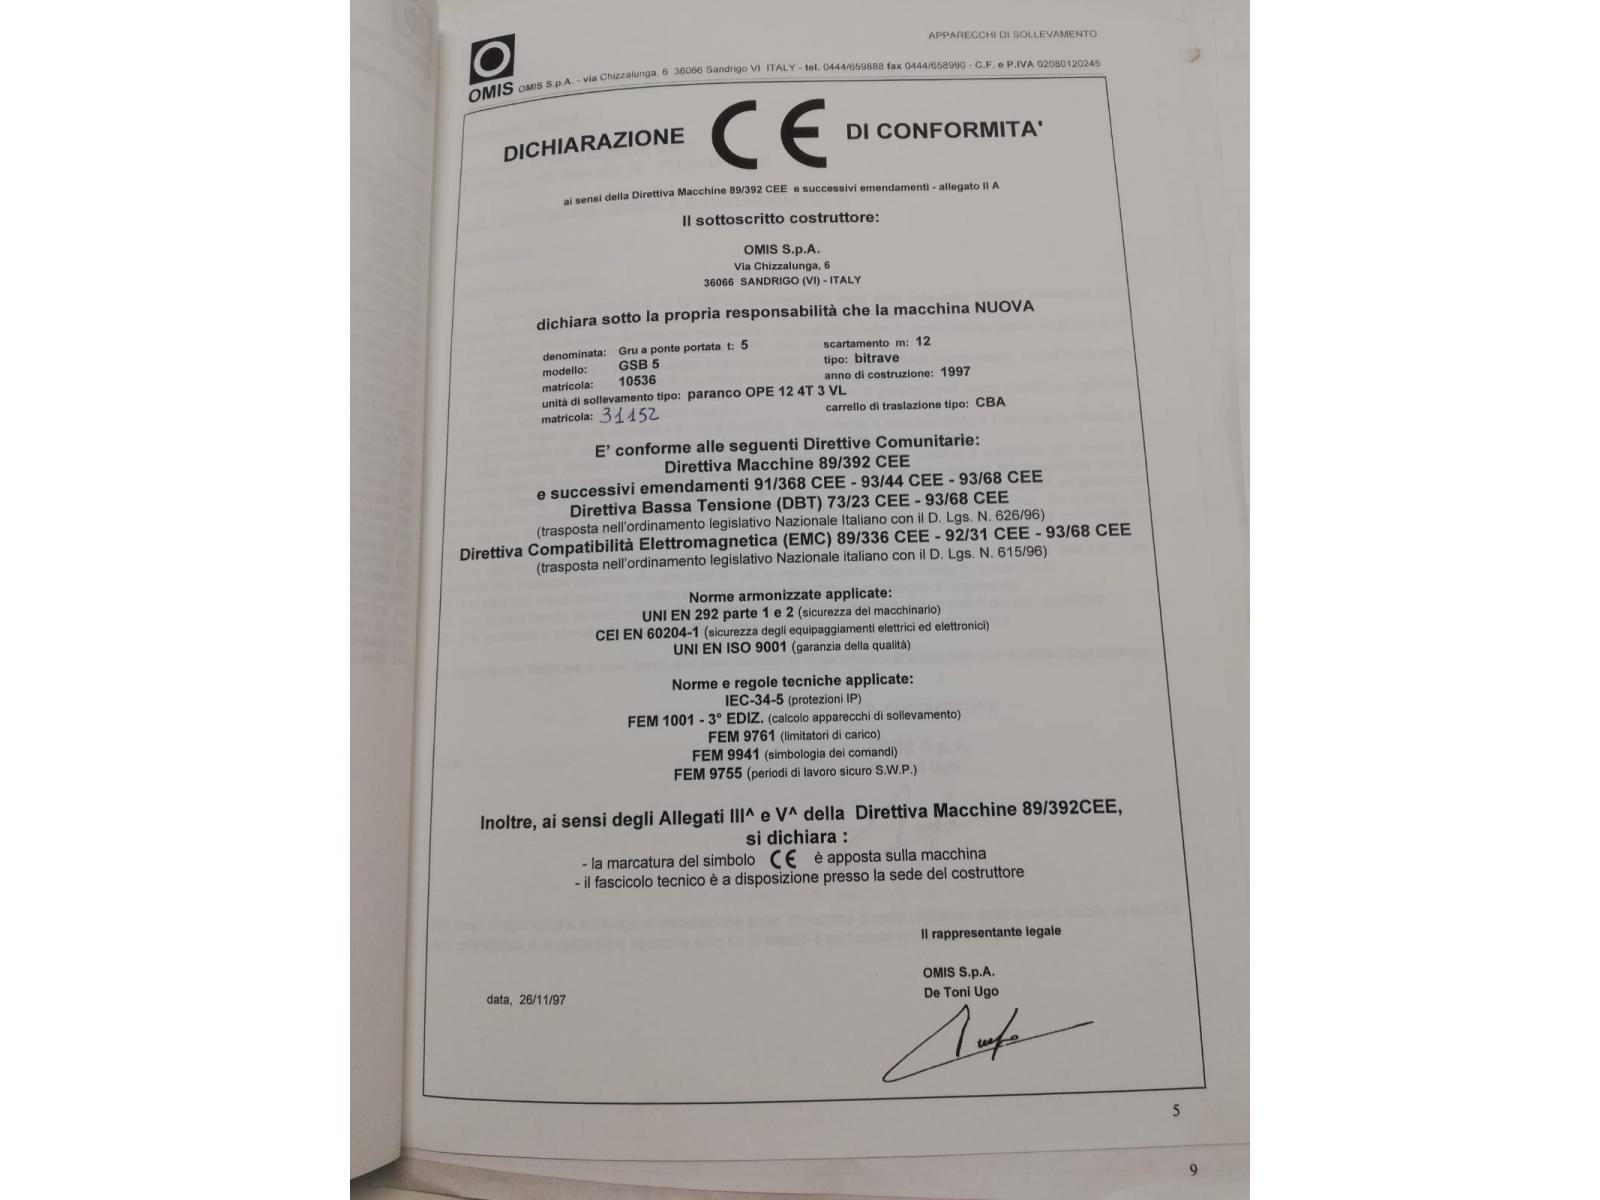 APPARECCHI DI SOLLEVAMENTO
OMIS OMIS S.p.A. - via Chizzalunga, 6 36066 Sandrigo VI ITALY - tel. 0444/659888 fax 0444/658990 - C.F. e P.IVA 02080120245
DICHIARAZIONE CE DI CONFORMITA'
ai sensi della Direttiva Macchine 89/392 CEE e successivi emendamenti - allegato II A
Il sottoscritto costruttore:
OMIS S.p.A.
Via Chizzalunga, 6
36066 SANDRIGO (VI) - ITALY
dichiara sotto la propria responsabilità che la macchina NUOVA
denominata: Gru a ponte portata t: 5 scartamento m: 12
modello: GSB 5 tipo: bitrave
matricola: 10536 anno di costruzione: 1997
unità di sollevamento tipo: paranco OPE 12 4T 3 VL
matricola: 31152 carrello di traslazione tipo: CBA
E' conforme alle seguenti Direttive Comunitarie:
Direttiva Macchine 89/392 CEE
e successivi emendamenti 91/368 CEE - 93/44 CEE - 93/68 CEE
Direttiva Bassa Tensione (DBT) 73/23 CEE - 93/68 CEE
(trasposta nell'ordinamento legislativo Nazionale Italiano con il D. Lgs. N. 626/96)
Direttiva Compatibilità Elettromagnetica (EMC) 89/336 CEE - 92/31 CEE - 93/68 CEE
(trasposta nell'ordinamento legislativo Nazionale italiano con il D. Lgs. N. 615/96)
Norme armonizzate applicate:
UNI EN 292 parte 1 e 2 (sicurezza del macchinario)
CEI EN 60204-1 (sicurezza degli equipaggiamenti elettrici ed elettronici)
UNI EN ISO 9001 (garanzia della qualità)
Norme e regole tecniche applicate:
IEC-34-5 (protezioni IP)
FEM 1001 - 3° EDIZ. (calcolo apparecchi di sollevamento)
FEM 9761 (limitatori di carico)
FEM 9941 (simbologia dei comandi)
FEM 9755 (periodi di lavoro sicuro S.W.P.)
Inoltre, ai sensi degli Allegati III^ e V^ della Direttiva Macchine 89/392CEE,
si dichiara :
- la marcatura del simbolo CE è apposta sulla macchina
- il fascicolo tecnico è a disposizione presso la sede del costruttore
Il rappresentante legale
OMIS S.p.A.
De Toni Ugo
data, 26/11/97
5
9